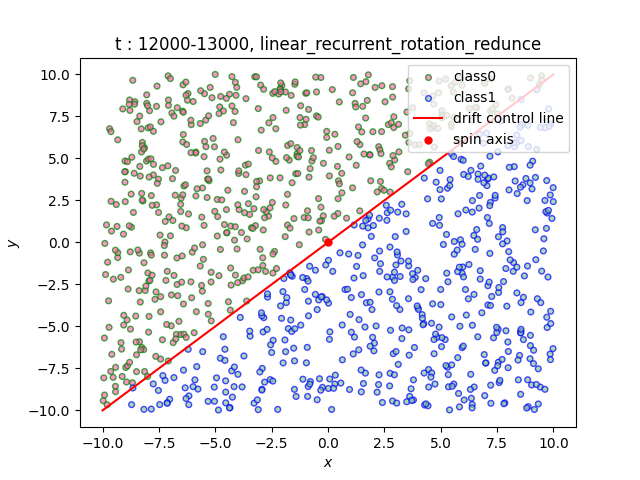 t : 12000-13000, linear_recurrent_rotation_redunce
class0
class1
drift control line
spin axis
10.0
7.5
5.0
2.5
0.0
−2.5
−5.0
−7.5
−10.0
y
−10.0 −7.5 −5.0 −2.5 0.0 2.5 5.0 7.5 10.0
x